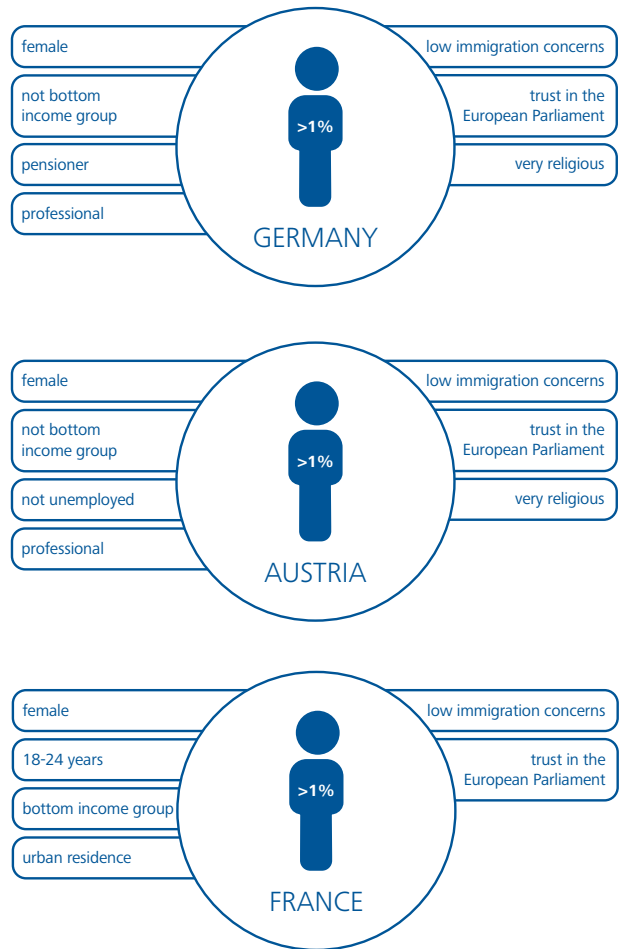 female
not bottom
income group
pensioner
professional
low immigration concerns
trust in the
European Parliament
very religious
>1%
GERMANY
female
not bottom
income group
not unemployed
professional
low immigration concerns
trust in the
European Parliament
very religious
>1%
AUSTRIA
female
18-24 years
bottom income group
urban residence
low immigration concerns
trust in the
European Parliament
>1%
FRANCE